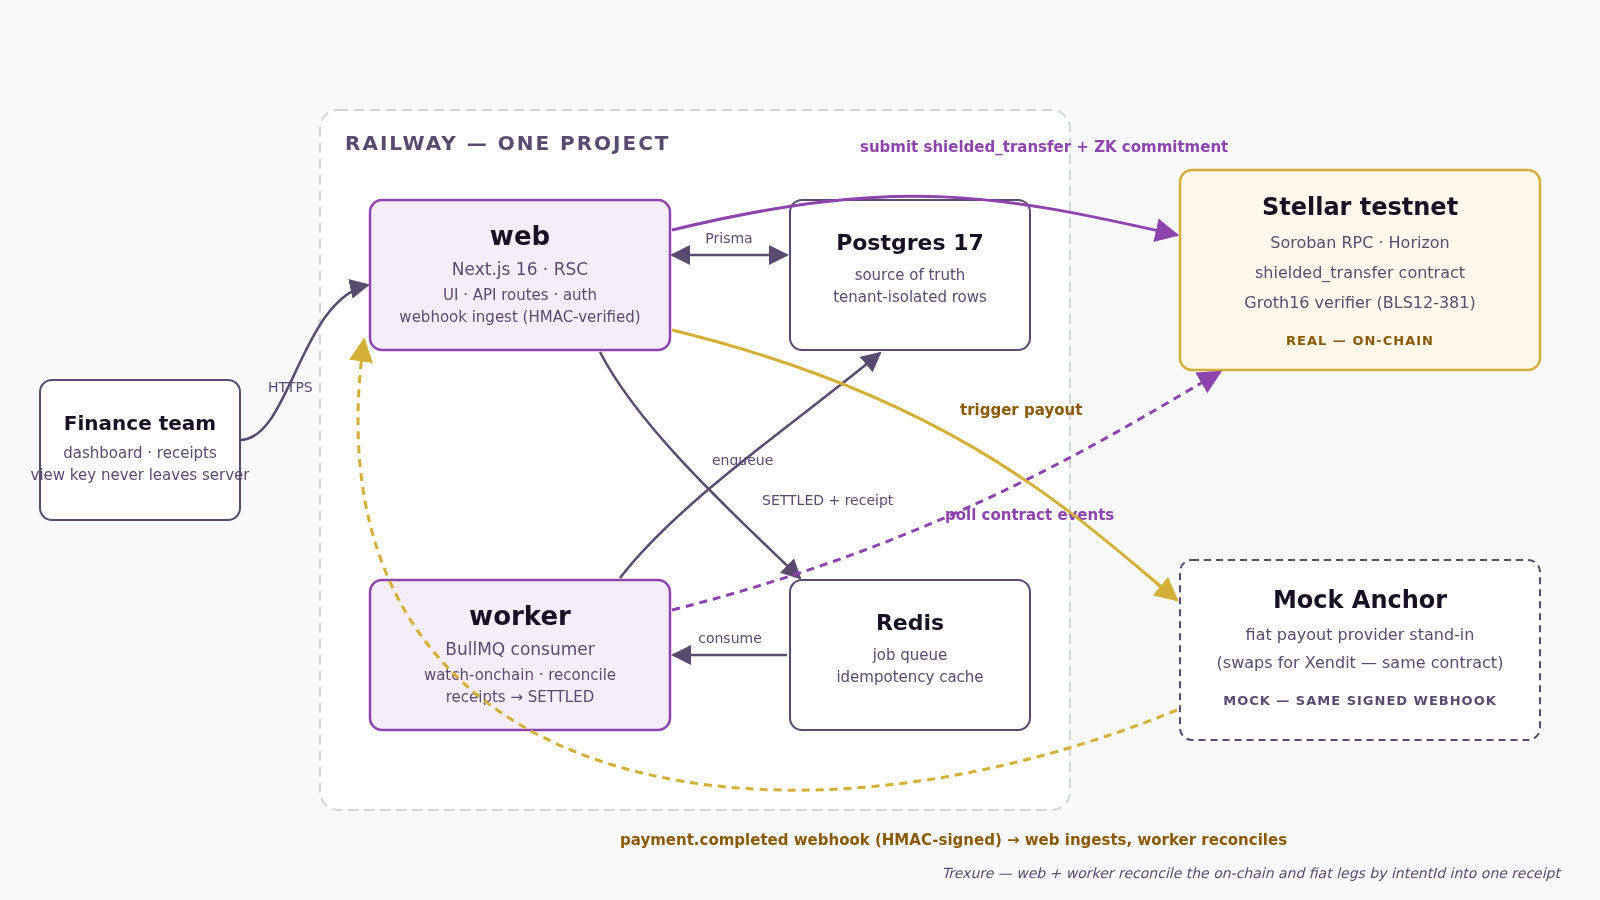 RAILWAY — ONE PROJECT
submit shielded_transfer + ZK commitment
web
Next.js 16 · RSC
UI · API routes · auth
webhook ingest (HMAC-verified)
Prisma
Postgres 17
source of truth
tenant-isolated rows
Stellar testnet
Soroban RPC · Horizon
shielded_transfer contract
Groth16 verifier (BLS12-381)
REAL — ON-CHAIN
HTTPS
Finance team
dashboard · receipts
view key never leaves server
trigger payout
enqueue
SETTLED + receipt
poll contract events
worker
BullMQ consumer
watch-onchain · reconcile
receipts → SETTLED
consume
Redis
job queue
idempotency cache
Mock Anchor
fiat payout provider stand-in
(swaps for Xendit — same contract)
MOCK — SAME SIGNED WEBHOOK
payment.completed webhook (HMAC-signed) → web ingests, worker reconciles
Trexure — web + worker reconcile the on-chain and fiat legs by intentId into one receipt